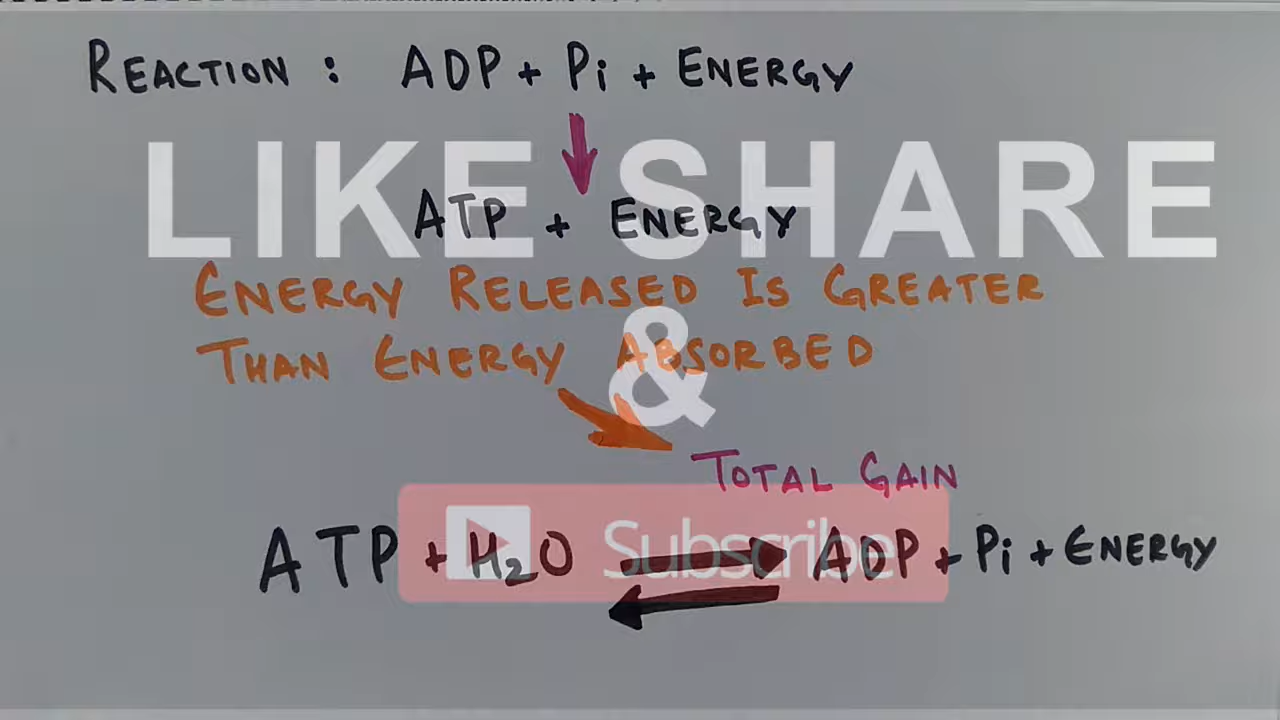 REACTION : ADP + Pi + ENERGY
LIKE SHARE
ATP + ENERGY
ENERGY RELEASED IS GREATER
&
THAN ENERGY ABSORBED
TOTAL GAIN
Subscribe
ATP + H₂O ⇌ ADP + Pi + ENERGY